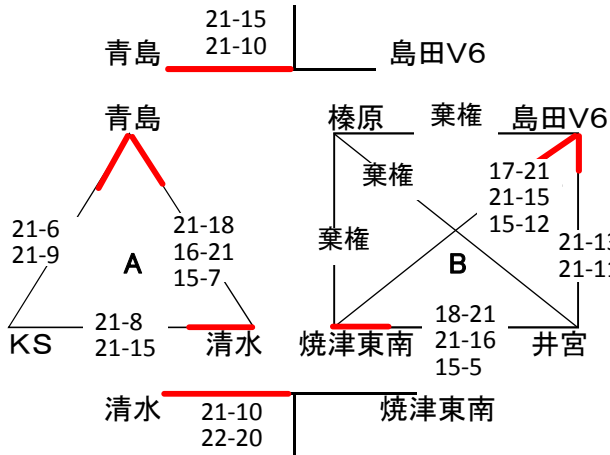 21-15
21-10
青島
島田V6
青島
榛原
棄権
島田V6
棄権
17-21
21-15
15-12
21-6
21-9
21-18
16-21
15-7
A
棄権
B
21-13
21-11
21-8
21-15
18-21
21-16
15-5
KS
清水
焼津東南
井宮
清水
21-10
22-20
焼津東南